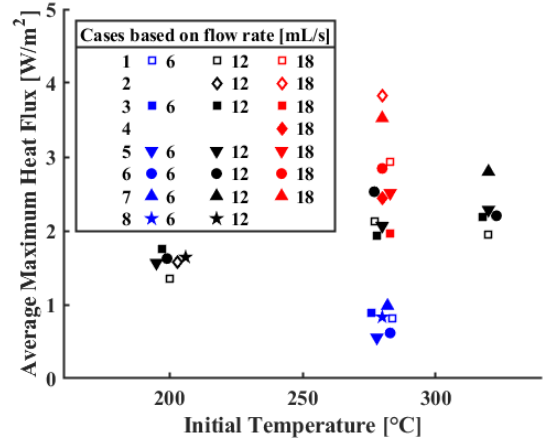 5
4
3
2
1
0
Average Maximum Heat Flux [W/m²]
Cases based on flow rate [mL/s]
1 6 12 18
2 12 18
3 6 12 18
4 18
5 6 12 18
6 6 12 18
7 6 12 18
8 6 12
200 250 300
Initial Temperature [°C]